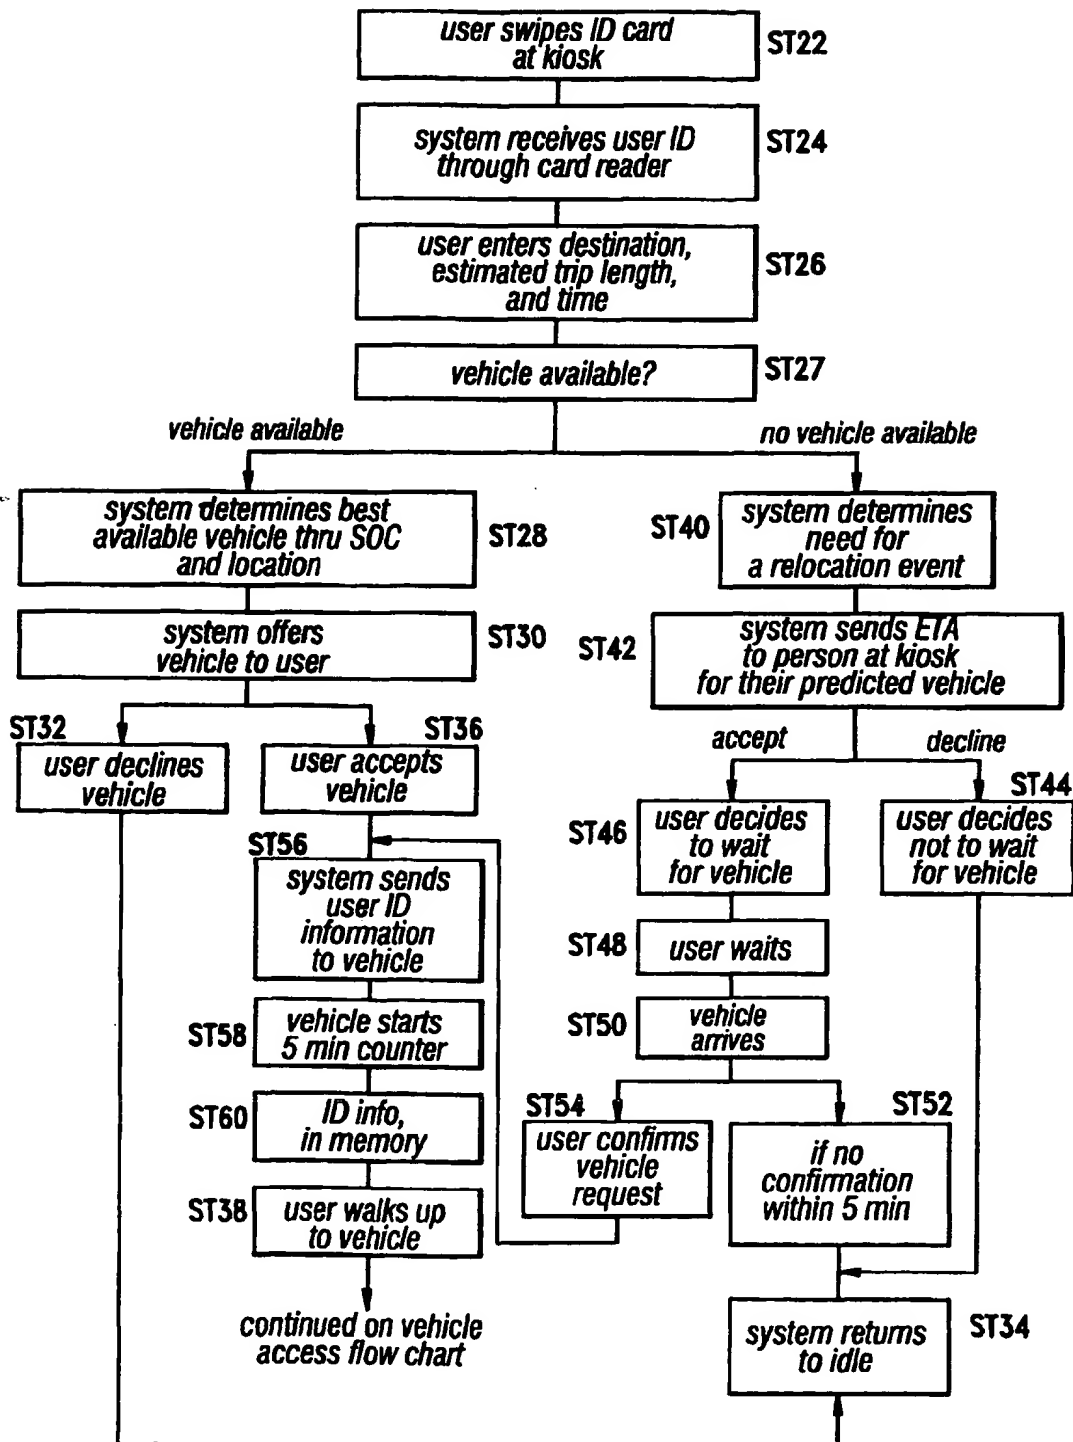 user swipes ID card
at kiosk
ST22
system receives user ID
through card reader
ST24
user enters destination,
estimated trip length,
and time
ST26
vehicle available?
ST27
vehicle available
no vehicle available
system determines best
available vehicle thru SOC
and location
ST28
ST40
system determines
need for
a relocation event
system offers
vehicle to user
ST30
ST42
system sends ETA
to person at kiosk
for their predicted vehicle
ST32
user declines
vehicle
ST36
user accepts
vehicle
accept
decline
ST46
user decides
to wait
for vehicle
ST44
user decides
not to wait
for vehicle
ST56
system sends
user ID
information
to vehicle
ST48
user waits
ST58
vehicle starts
5 min counter
ST50
vehicle
arrives
ST60
ID info,
in memory
ST54
user confirms
vehicle
request
ST52
if no
confirmation
within 5 min
ST38
user walks up
to vehicle
continued on vehicle
access flow chart
system returns
to idle
ST34